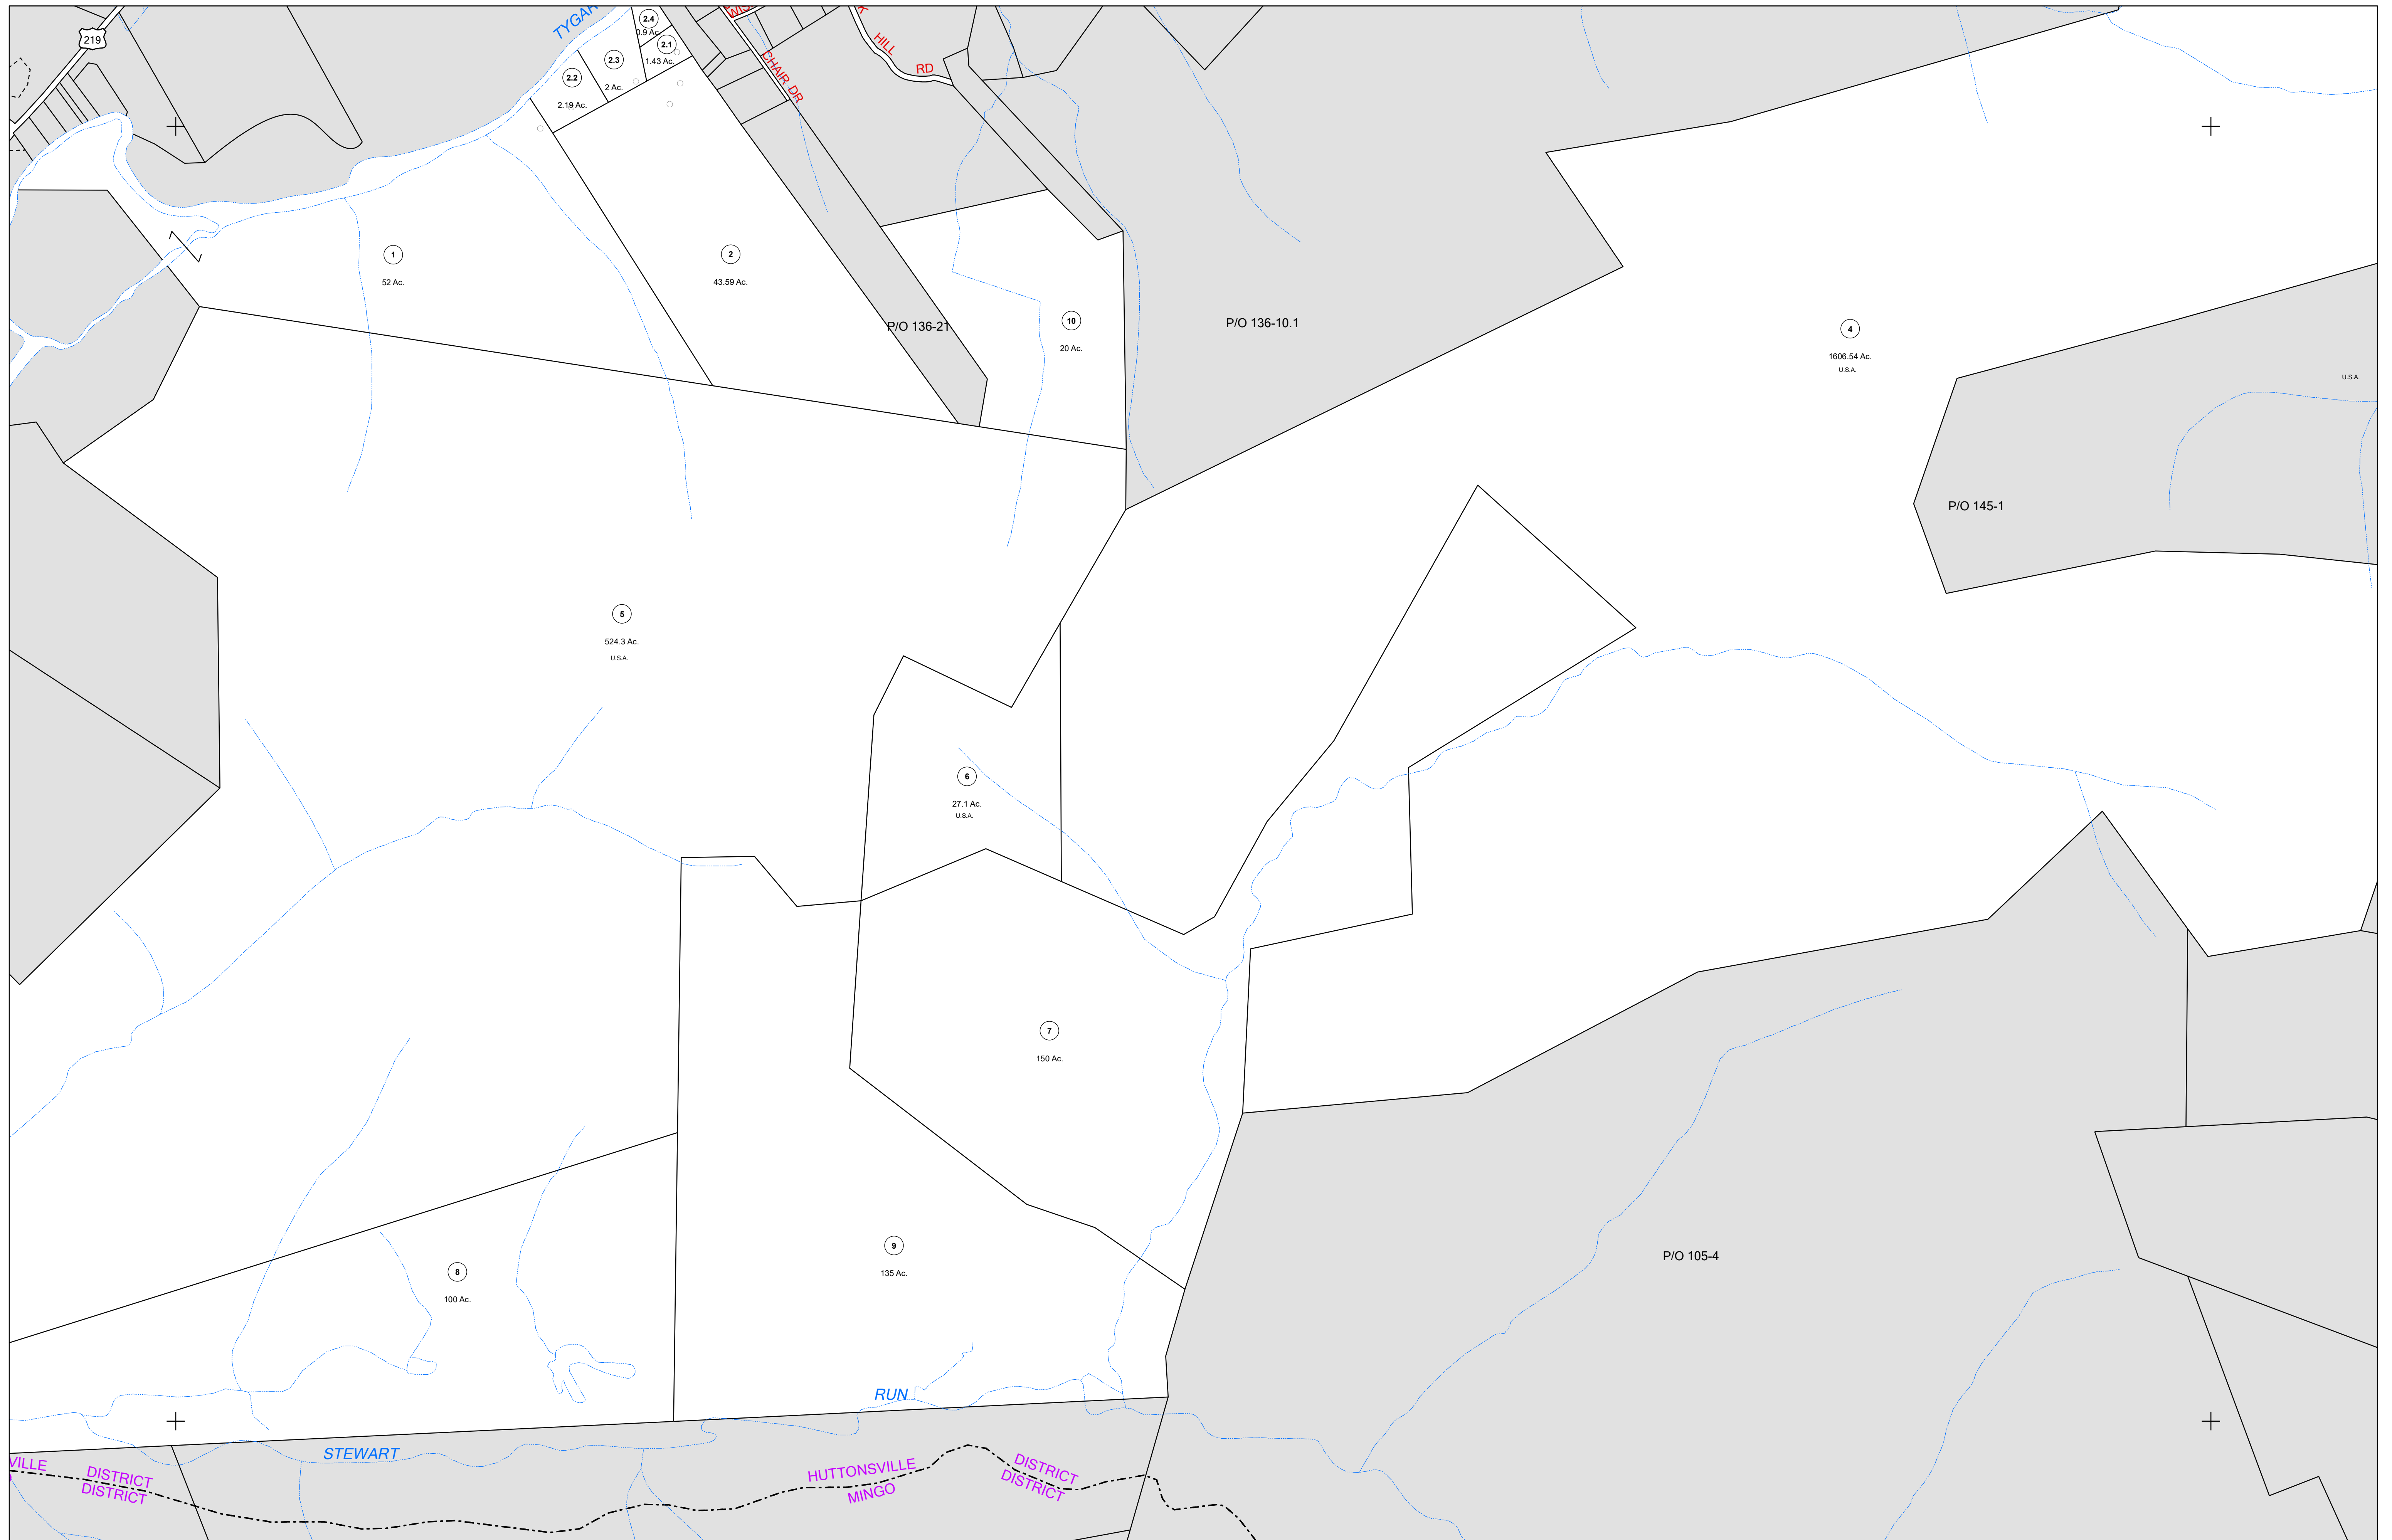 219
TYGAR
2.4
0.9 Ac.
2.1
1.43 Ac.
2.3
2 Ac.
2.2
2.19 Ac.
CHAIR DR
HILL
RD
1
52 Ac.
2
43.59 Ac.
P/O 136-21
10
20 Ac.
P/O 136-10.1
4
1606.54 Ac.
U.S.A.
U.S.A.
P/O 145-1
5
524.3 Ac.
U.S.A.
6
27.1 Ac.
U.S.A.
7
150 Ac.
9
135 Ac.
8
100 Ac.
P/O 105-4
RUN
STEWART
VILLE
DISTRICT
DISTRICT
HUTTONSVILLE
MINGO
DISTRICT
DISTRICT